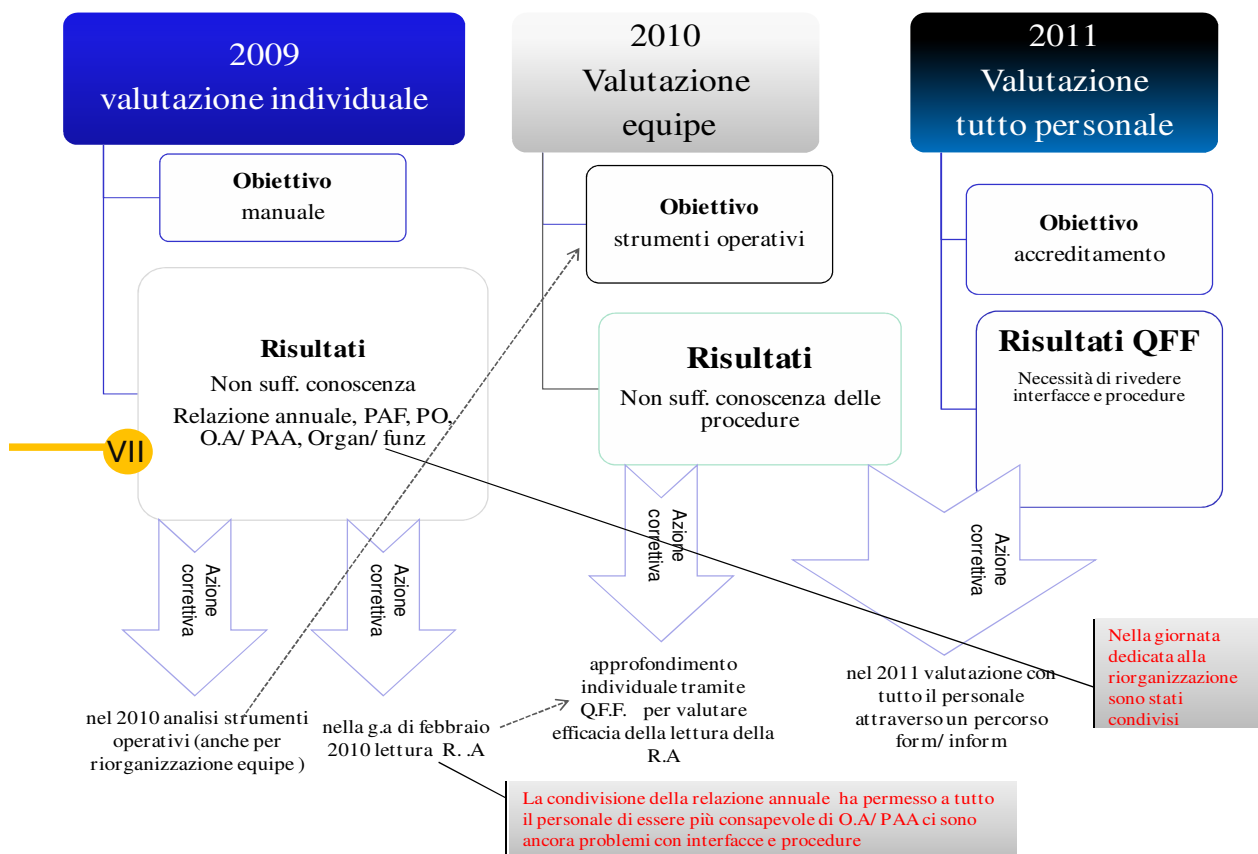 2009
valutazione individuale
Obiettivo
manuale
Risultati
Non suff. conoscenza
Relazione annuale, PAF, PO,
O.A/ PAA, Organ/ funz
VII
Azione
correttiva
Azione
correttiva
nel 2010 analisi strumenti
operativi (anche per
riorganizzazione equipe )
nella g.a di febbraio
2010 lettura R. .A
2010
Valutazione
equipe
Obiettivo
strumenti operativi
Risultati
Non suff. conoscenza delle
procedure
Azione
correttiva
approfondimento
individuale tramite
Q.F.F. per valutare
efficacia della lettura della
R.A
2011
Valutazione
tutto personale
Obiettivo
accreditamento
Risultati QFF
Necessità di rivedere
interfacce e procedure
Azione
correttiva
nel 2011 valutazione con
tutto il personale
attraverso un percorso
form/ inform
Nella giornata
dedicata alla
riorganizzazione
sono stati
condivisi
La condivisione della relazione annuale ha permesso a tutto
il personale di essere più consapevole di O.A/ PAA ci sono
ancora problemi con interfacce e procedure